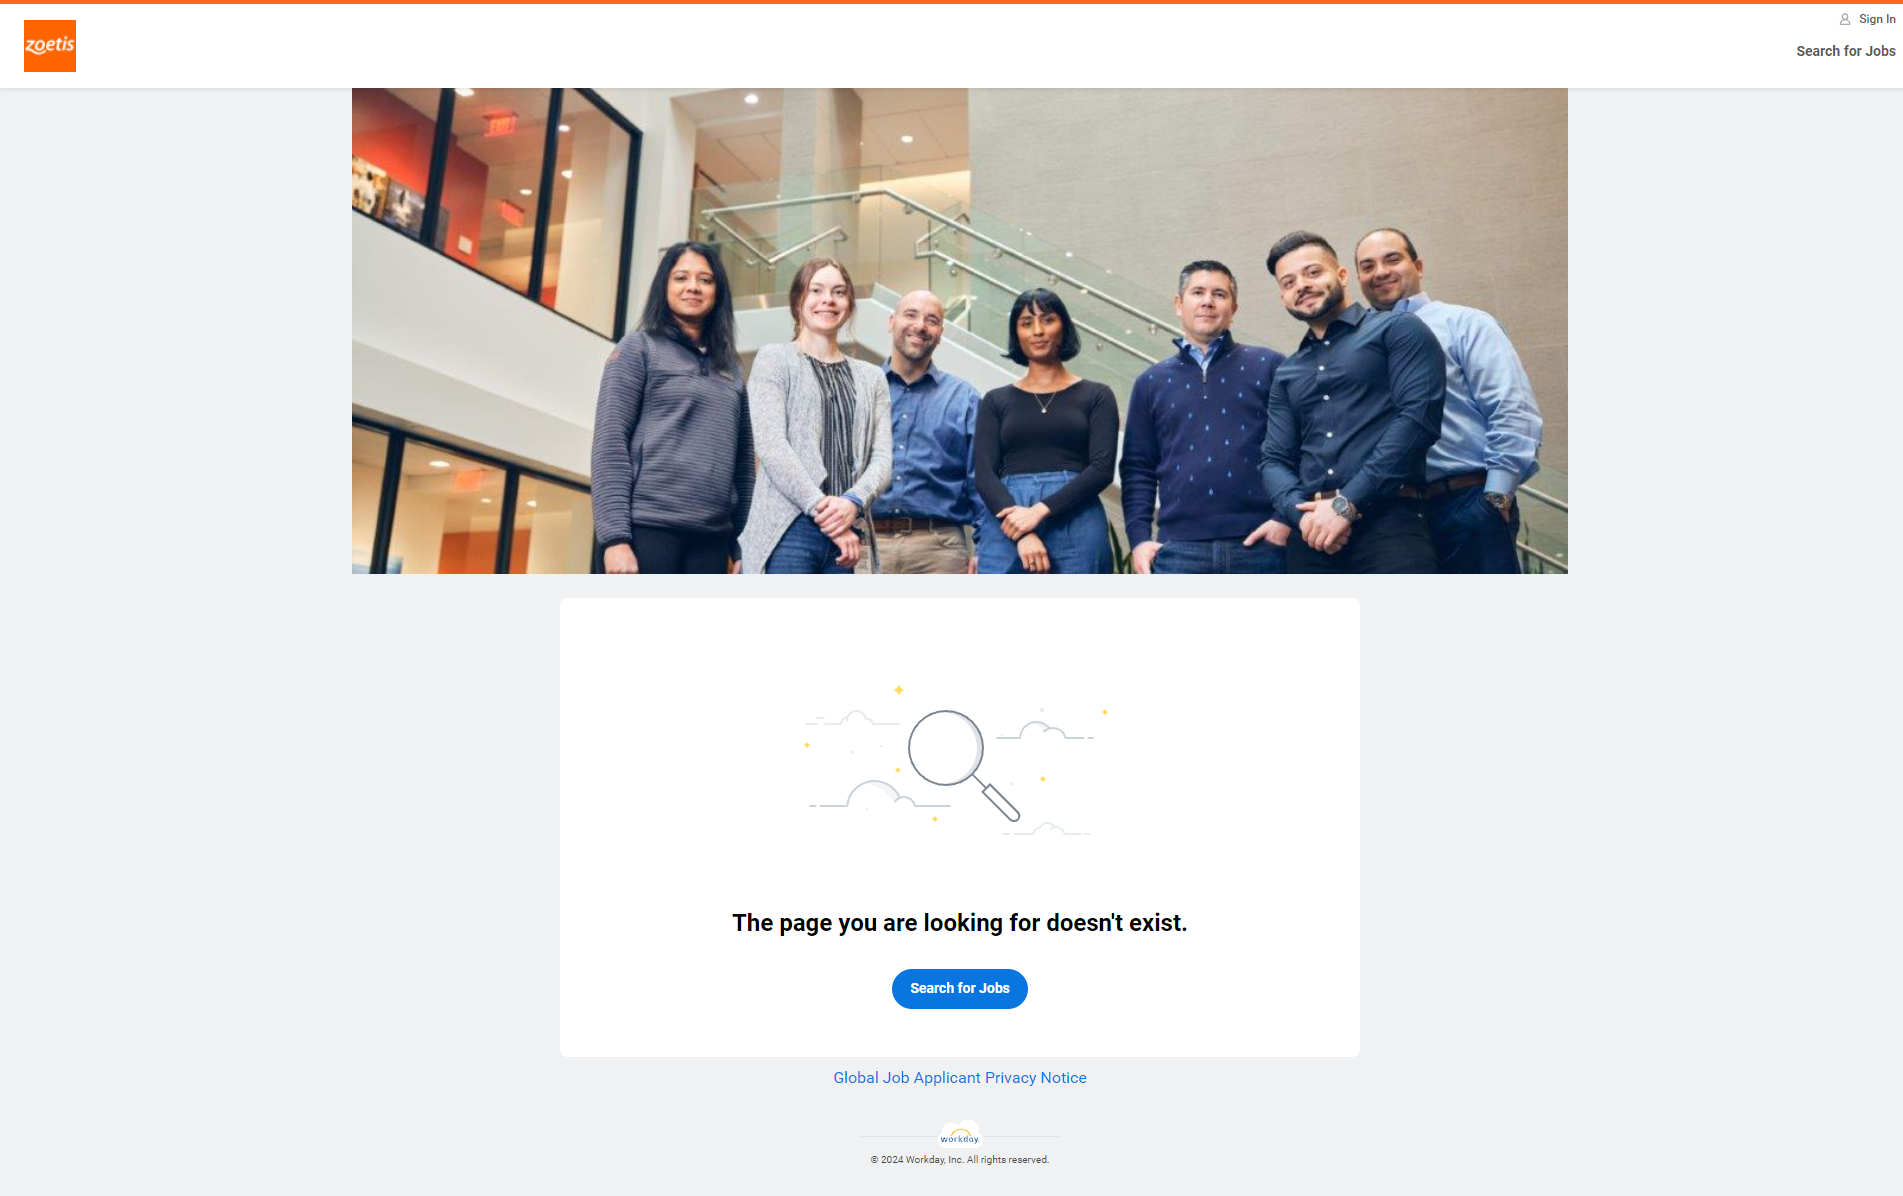 zoetis
Sign In
Search for Jobs
EXIT
The page you are looking for doesn't exist.
Search for Jobs
Global Job Applicant Privacy Notice
workday.
© 2024 Workday, Inc. All rights reserved.